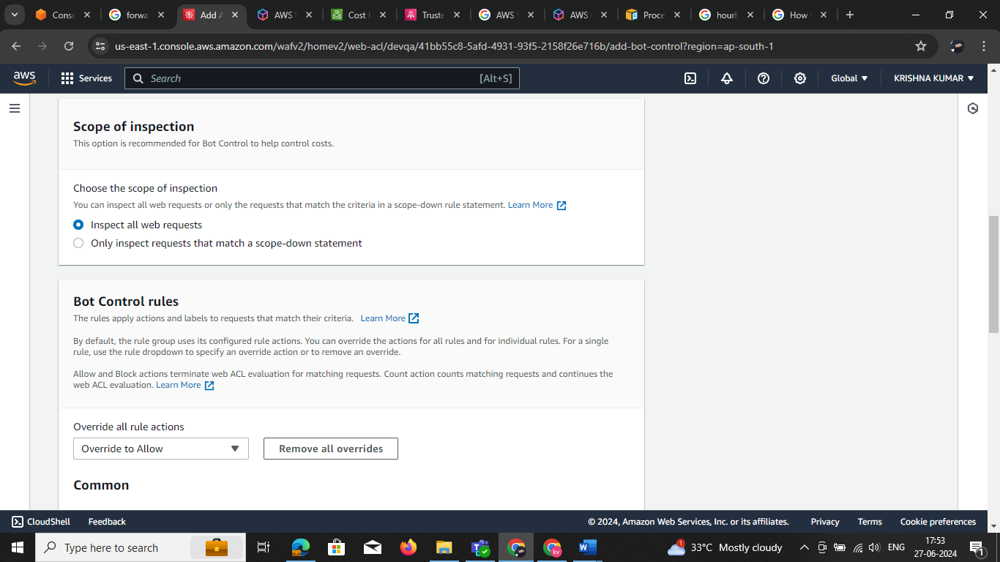 Cons
forwa
Add A
AWS
Cost E
Truste
AWS
AWS
Proce
hourl
How
us-east-1.console.aws.amazon.com/wafv2/homev2/web-acl/devqa/41bb55c8-5afd-4931-93f5-2158f26e716b/add-bot-control?region=ap-south-1
aws
Services
Search
[Alt+S]
Global
KRISHNA KUMAR
Scope of inspection
This option is recommended for Bot Control to help control costs.
Choose the scope of inspection
You can inspect all web requests or only the requests that match the criteria in a scope-down rule statement. Learn More
Inspect all web requests
Only inspect requests that match a scope-down statement
Bot Control rules
The rules apply actions and labels to requests that match their criteria. Learn More
By default, the rule group uses its configured rule actions. You can override the actions for all rules and for individual rules. For a single
rule, use the rule dropdown to specify an override action or to remove an override.
Allow and Block actions terminate web ACL evaluation for matching requests. Count action counts matching requests and continues the
web ACL evaluation. Learn More
Override all rule actions
Override to Allow
Remove all overrides
Common
CloudShell
Feedback
© 2024, Amazon Web Services, Inc. or its affiliates.
Privacy
Terms
Cookie preferences
Type here to search
kv
1
33°C Mostly cloudy
ENG
17:53
27-06-2024
1